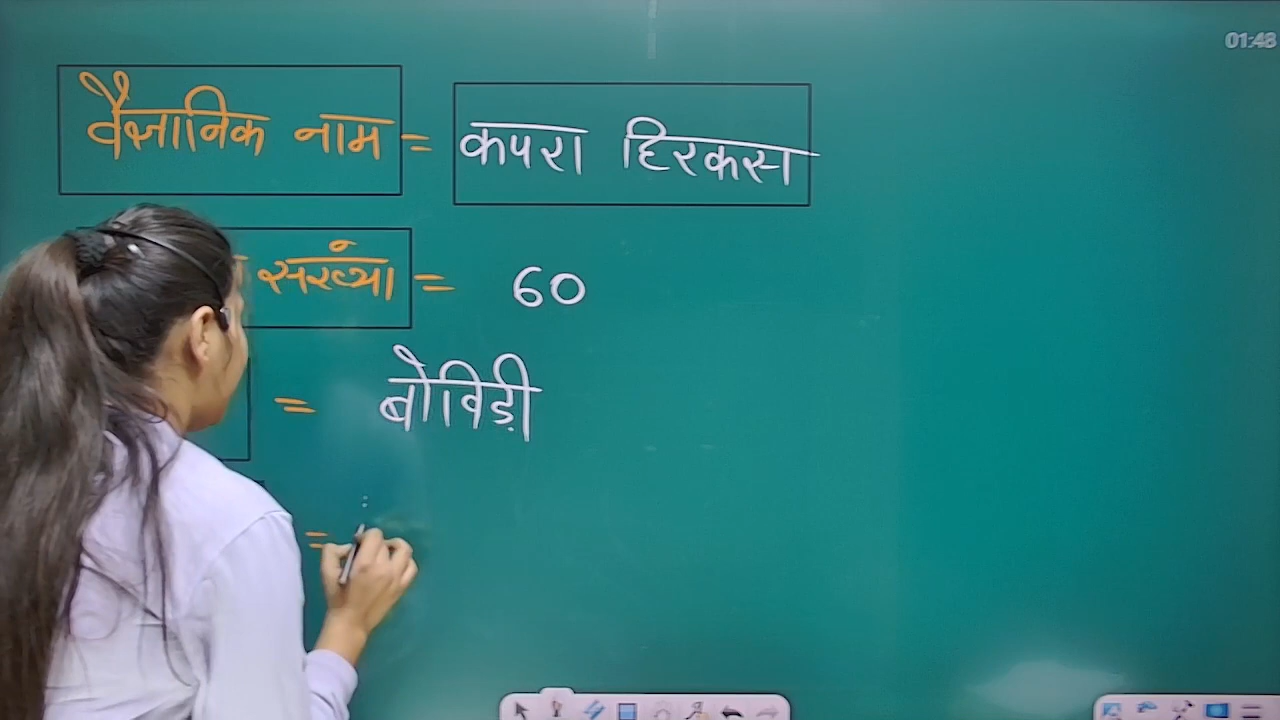 01:48
वैज्ञानिक नाम = कपरा हिरकस
संख्या = 60
= बोविडी
=